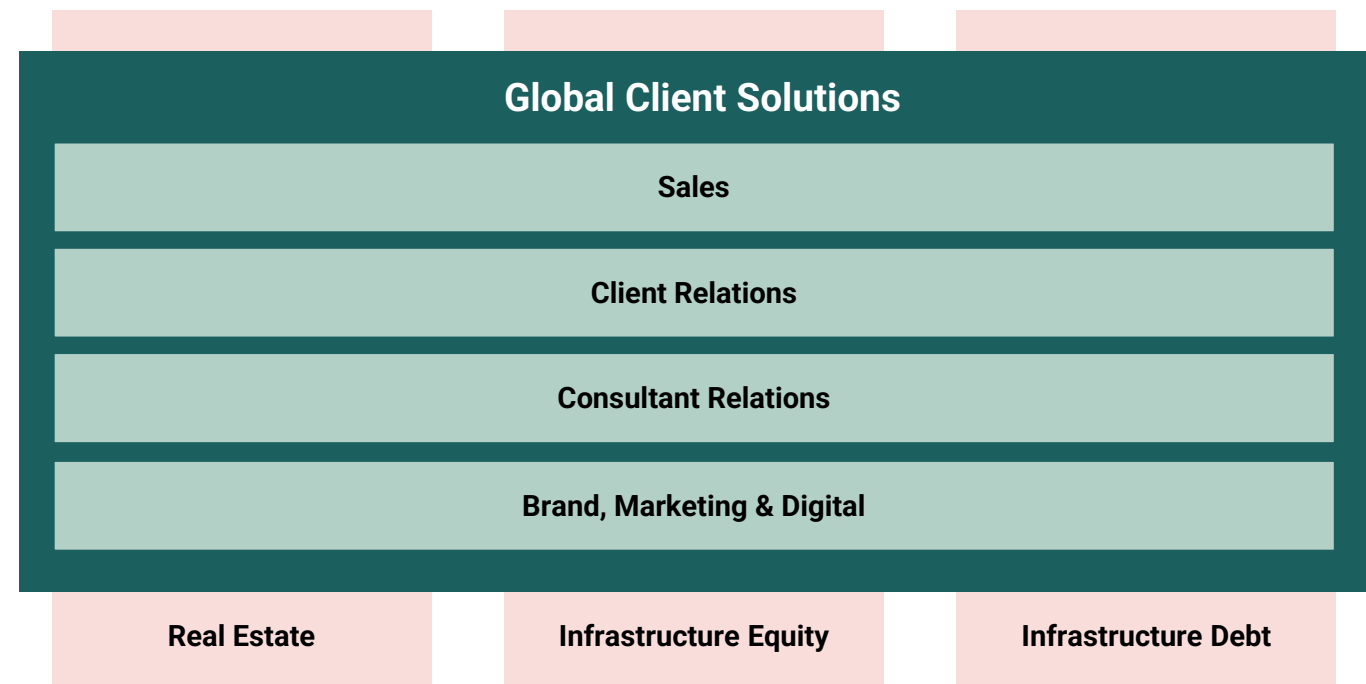 Global Client Solutions
Sales
Client Relations
Consultant Relations
Brand, Marketing & Digital
Real Estate
Infrastructure Equity
Infrastructure Debt